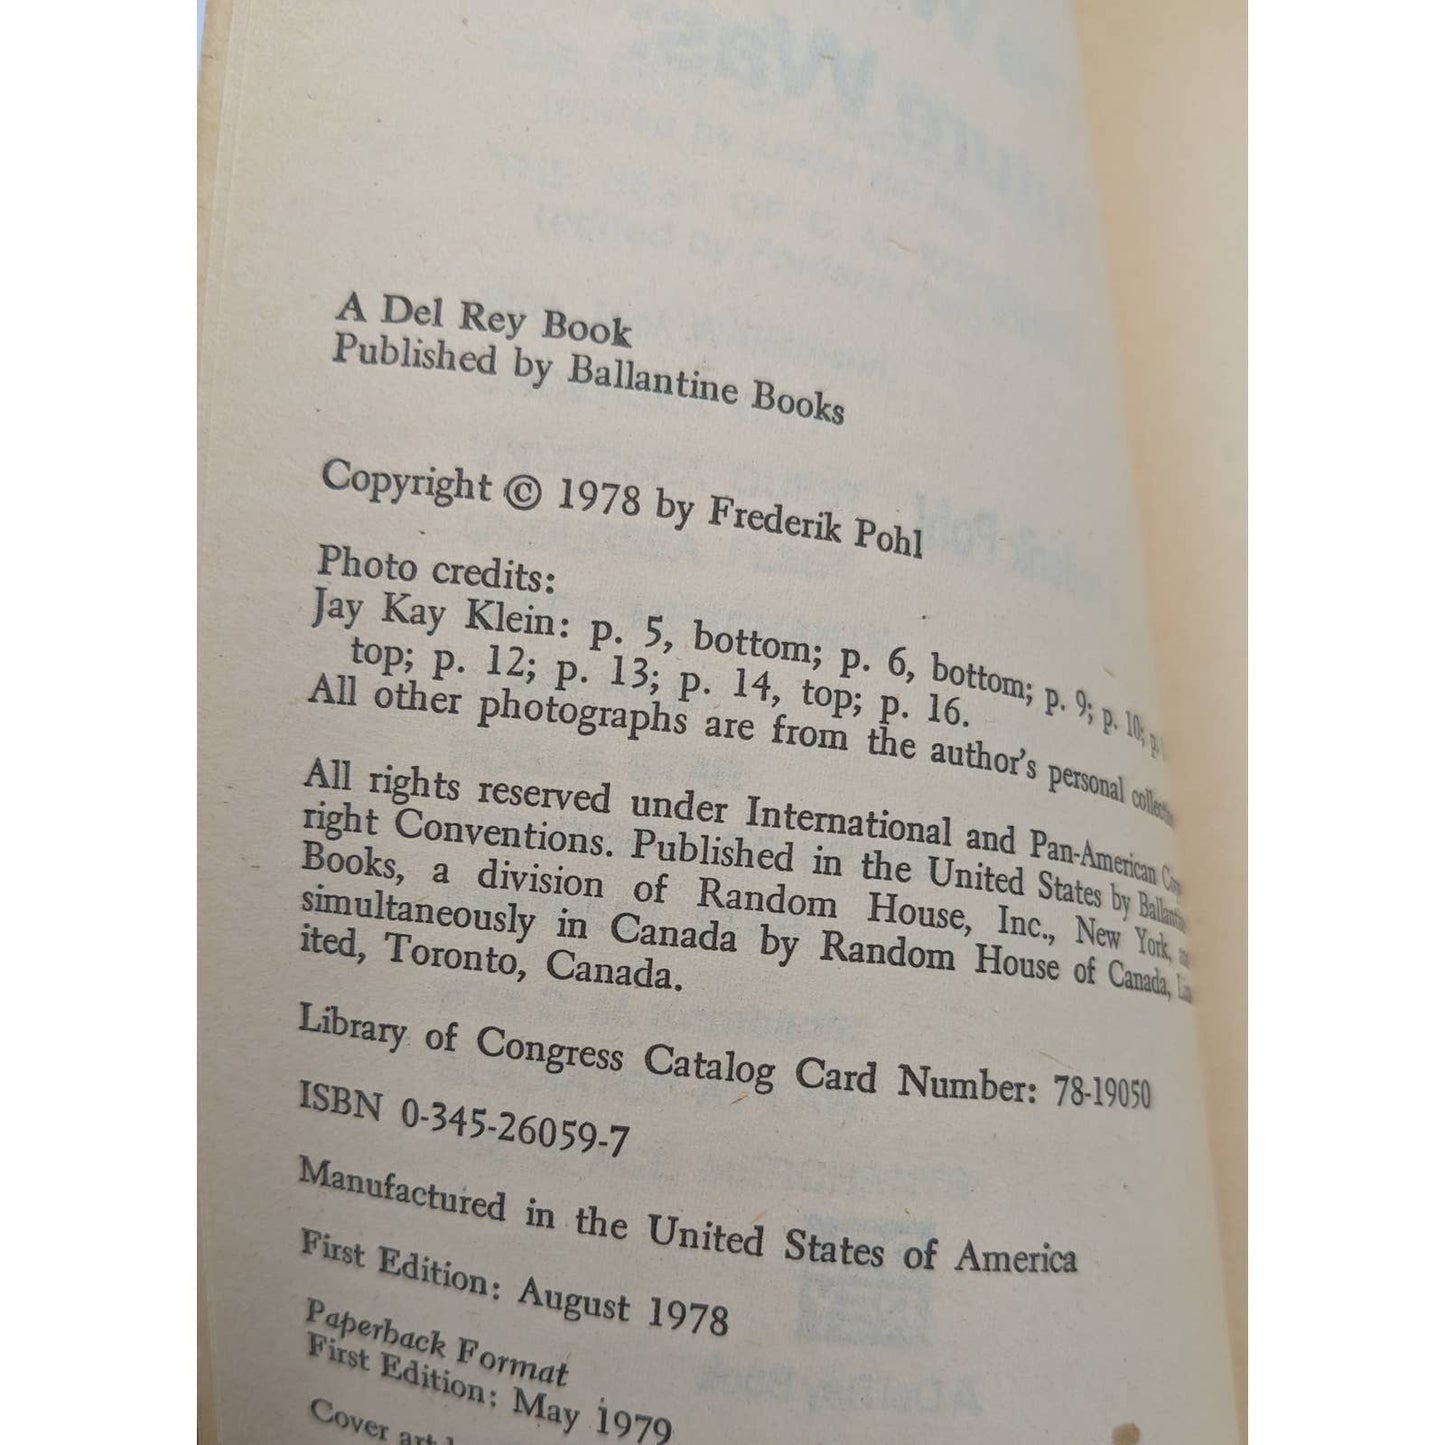 A Del Rey Book
Published by Ballantine Books
Copyright © 1978 by Frederik Pohl
Photo credits:
Jay Kay Klein: p. 5, bottom; p. 6, bottom; p. 9; p. 10; p.
top; p. 12; p. 13; p. 14, top; p. 16.
All other photographs are from the author's personal
All rights reserved under International and Pan-American
right Conventions. Published in the United States by
Books, a division of Random House, Inc., New York,
simultaneously in Canada by Random House of Canada,
ited, Toronto, Canada.
Library of Congress Catalog Card Number: 78-19050
ISBN 0-345-26059-7
Manufactured in the United States of America
First Edition: August 1978
Paperback Format
First Edition: May 1979
Cover art